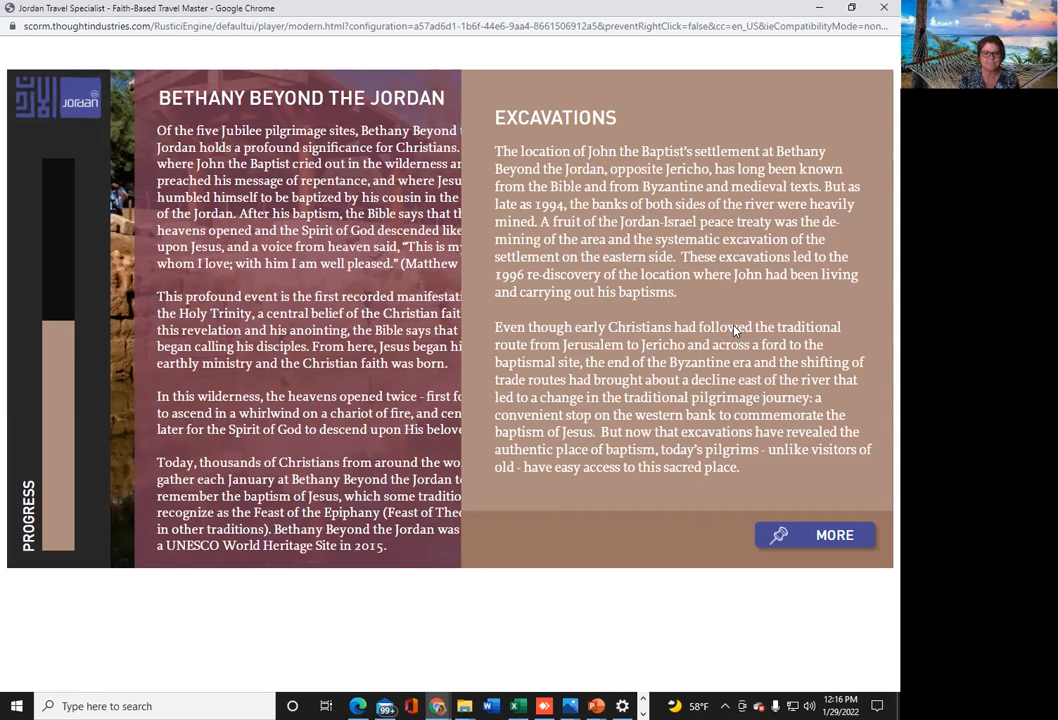 Jordan Travel Specialist - Faith-Based Travel Master - Google Chrome
scorm.thoughtindustries.com/RusticiEngine/defaultui/player/modern.html?configuration=a57ad6d1-1b6f-44e6-9aa4-8661506912a5&preventRightClick=false&cc=en_US&ieCompatibilityMode=non...
Jordan
PROGRESS
BETHANY BEYOND THE JORDAN
Of the five Jubilee pilgrimage sites, Bethany Beyond
Jordan holds a profound significance for Christians.
where John the Baptist cried out in the wilderness
preached his message of repentance, and where
humbled himself to be baptized by his cousin in the
of the Jordan. After his baptism, the Bible says that
heavens opened and the Spirit of God descended like
upon Jesus, and a voice from heaven said, "This is
whom I love; with him I am well pleased." (Matthew
This profound event is the first recorded
the Holy Trinity, a central belief of the Christian
this revelation and his anointing, the Bible says that
began calling his disciples. From here, Jesus began
earthly ministry and the Christian faith was born.
In this wilderness, the heavens opened twice - first
to ascend in a whirlwind on a chariot of fire, and
later for the Spirit of God to descend upon His
Today, thousands of Christians from around the
gather each January at Bethany Beyond the Jordan
remember the baptism of Jesus, which some
recognize as the Feast of the Epiphany (Feast of
in other traditions). Bethany Beyond the Jordan was
a UNESCO World Heritage Site in 2015.
EXCAVATIONS
The location of John the Baptist's settlement at Bethany
Beyond the Jordan, opposite Jericho, has long been known
from the Bible and from Byzantine and medieval texts. But as
late as 1994, the banks of both sides of the river were heavily
mined. A fruit of the Jordan-Israel peace treaty was the de-
mining of the area and the systematic excavation of the
settlement on the eastern side. These excavations led to the
1996 re-discovery of the location where John had been living
and carrying out his baptisms.
Even though early Christians had followed the traditional
route from Jerusalem to Jericho and across a ford to the
baptismal site, the end of the Byzantine era and the shifting of
trade routes had brought about a decline east of the river that
led to a change in the traditional pilgrimage journey: a
convenient stop on the western bank to commemorate the
baptism of Jesus. But now that excavations have revealed the
authentic place of baptism, today's pilgrims - unlike visitors of
old - have easy access to this sacred place.
MORE
Type here to search
99+
58°F
12:16 PM
1/29/2022